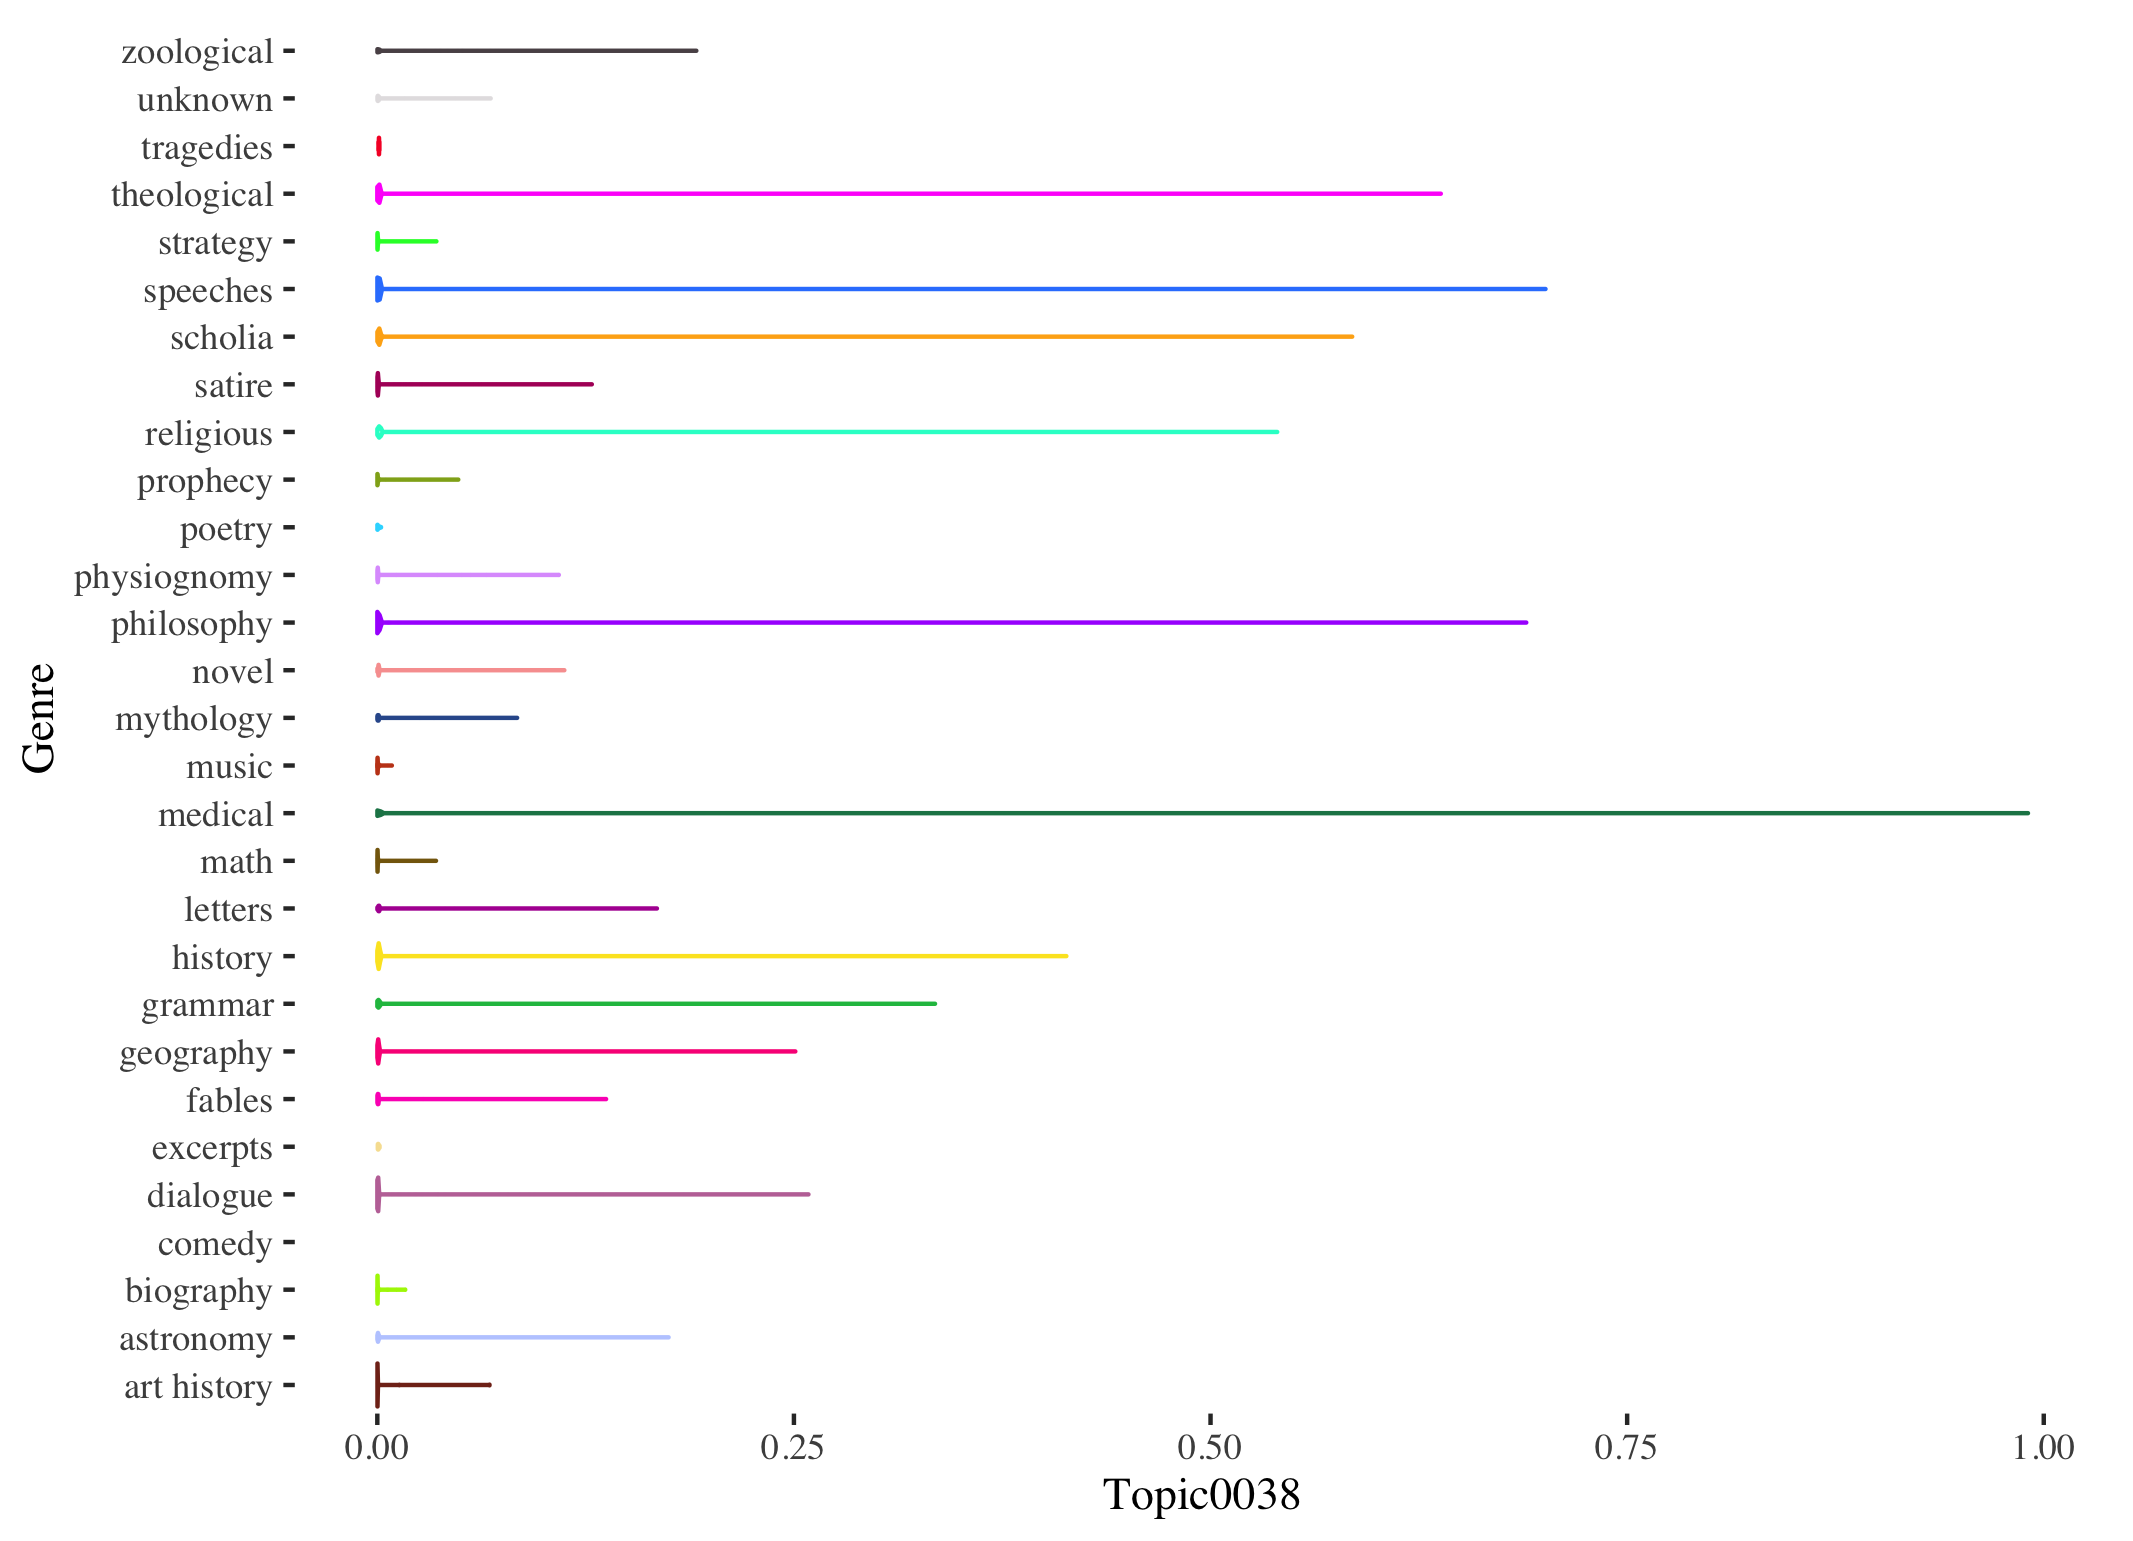 zoological
unknown
tragedies
theological
strategy
speeches
scholia
satire
religious
prophecy
poetry
physiognomy
philosophy
novel
mythology
music
medical
math
letters
history
grammar
geography
fables
excerpts
dialogue
comedy
biography
astronomy
art history
Genre
0.00 0.25 0.50 0.75 1.00
Topic0038